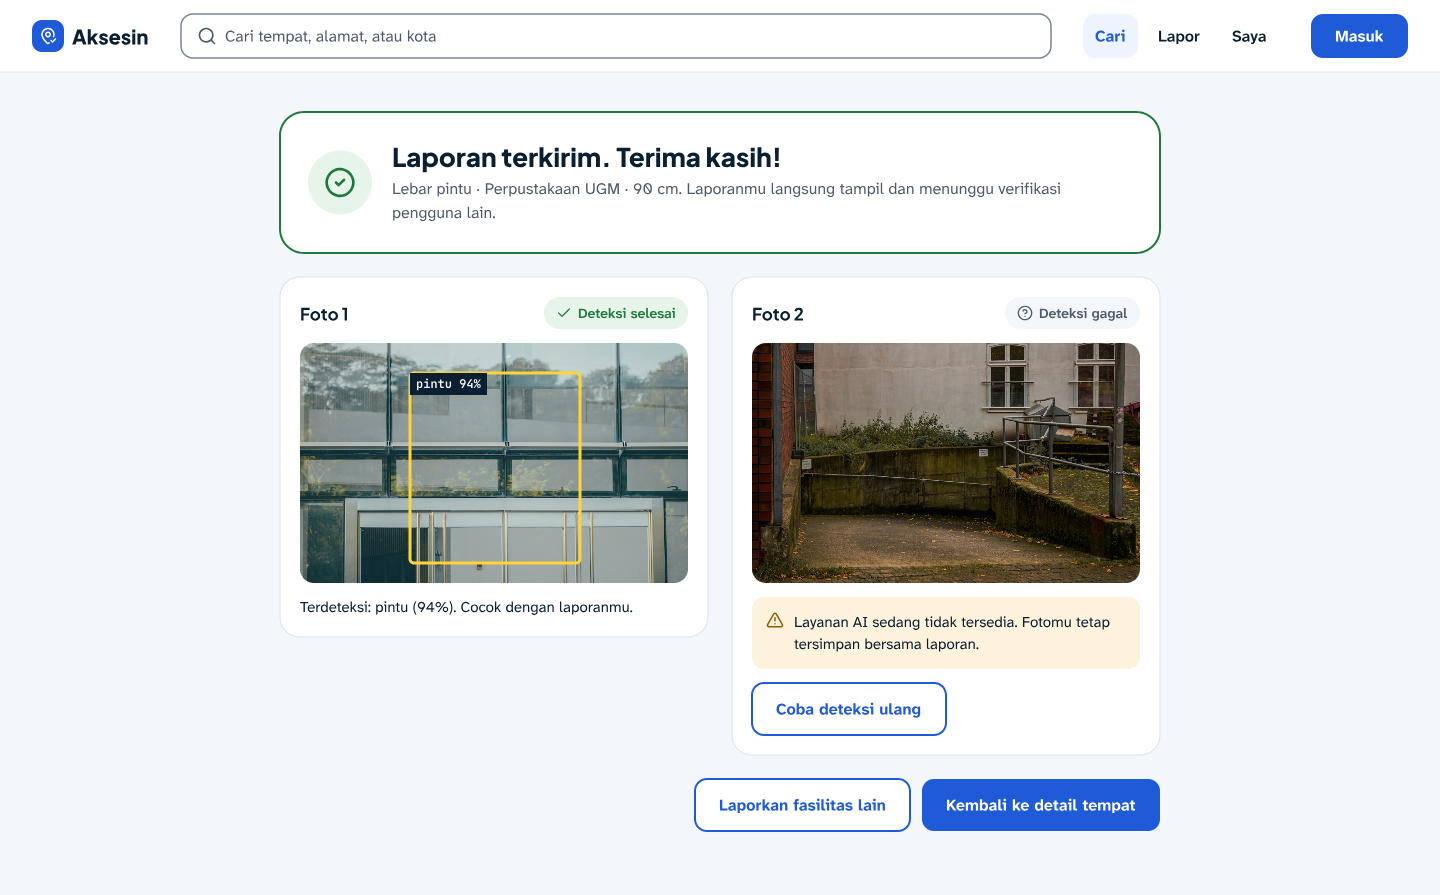 Aksesin
Cari tempat, alamat, atau kota
Cari
Lapor
Saya
Masuk
Laporan terkirim. Terima kasih!
Lebar pintu · Perpustakaan UGM · 90 cm. Laporanmu langsung tampil dan menunggu verifikasi
pengguna lain.
Foto 1
Deteksi selesai
pintu 94%
Terdeteksi: pintu (94%). Cocok dengan laporanmu.
Foto 2
Deteksi gagal
Layanan AI sedang tidak tersedia. Fotomu tetap
tersimpan bersama laporan.
Coba deteksi ulang
Laporkan fasilitas lain
Kembali ke detail tempat